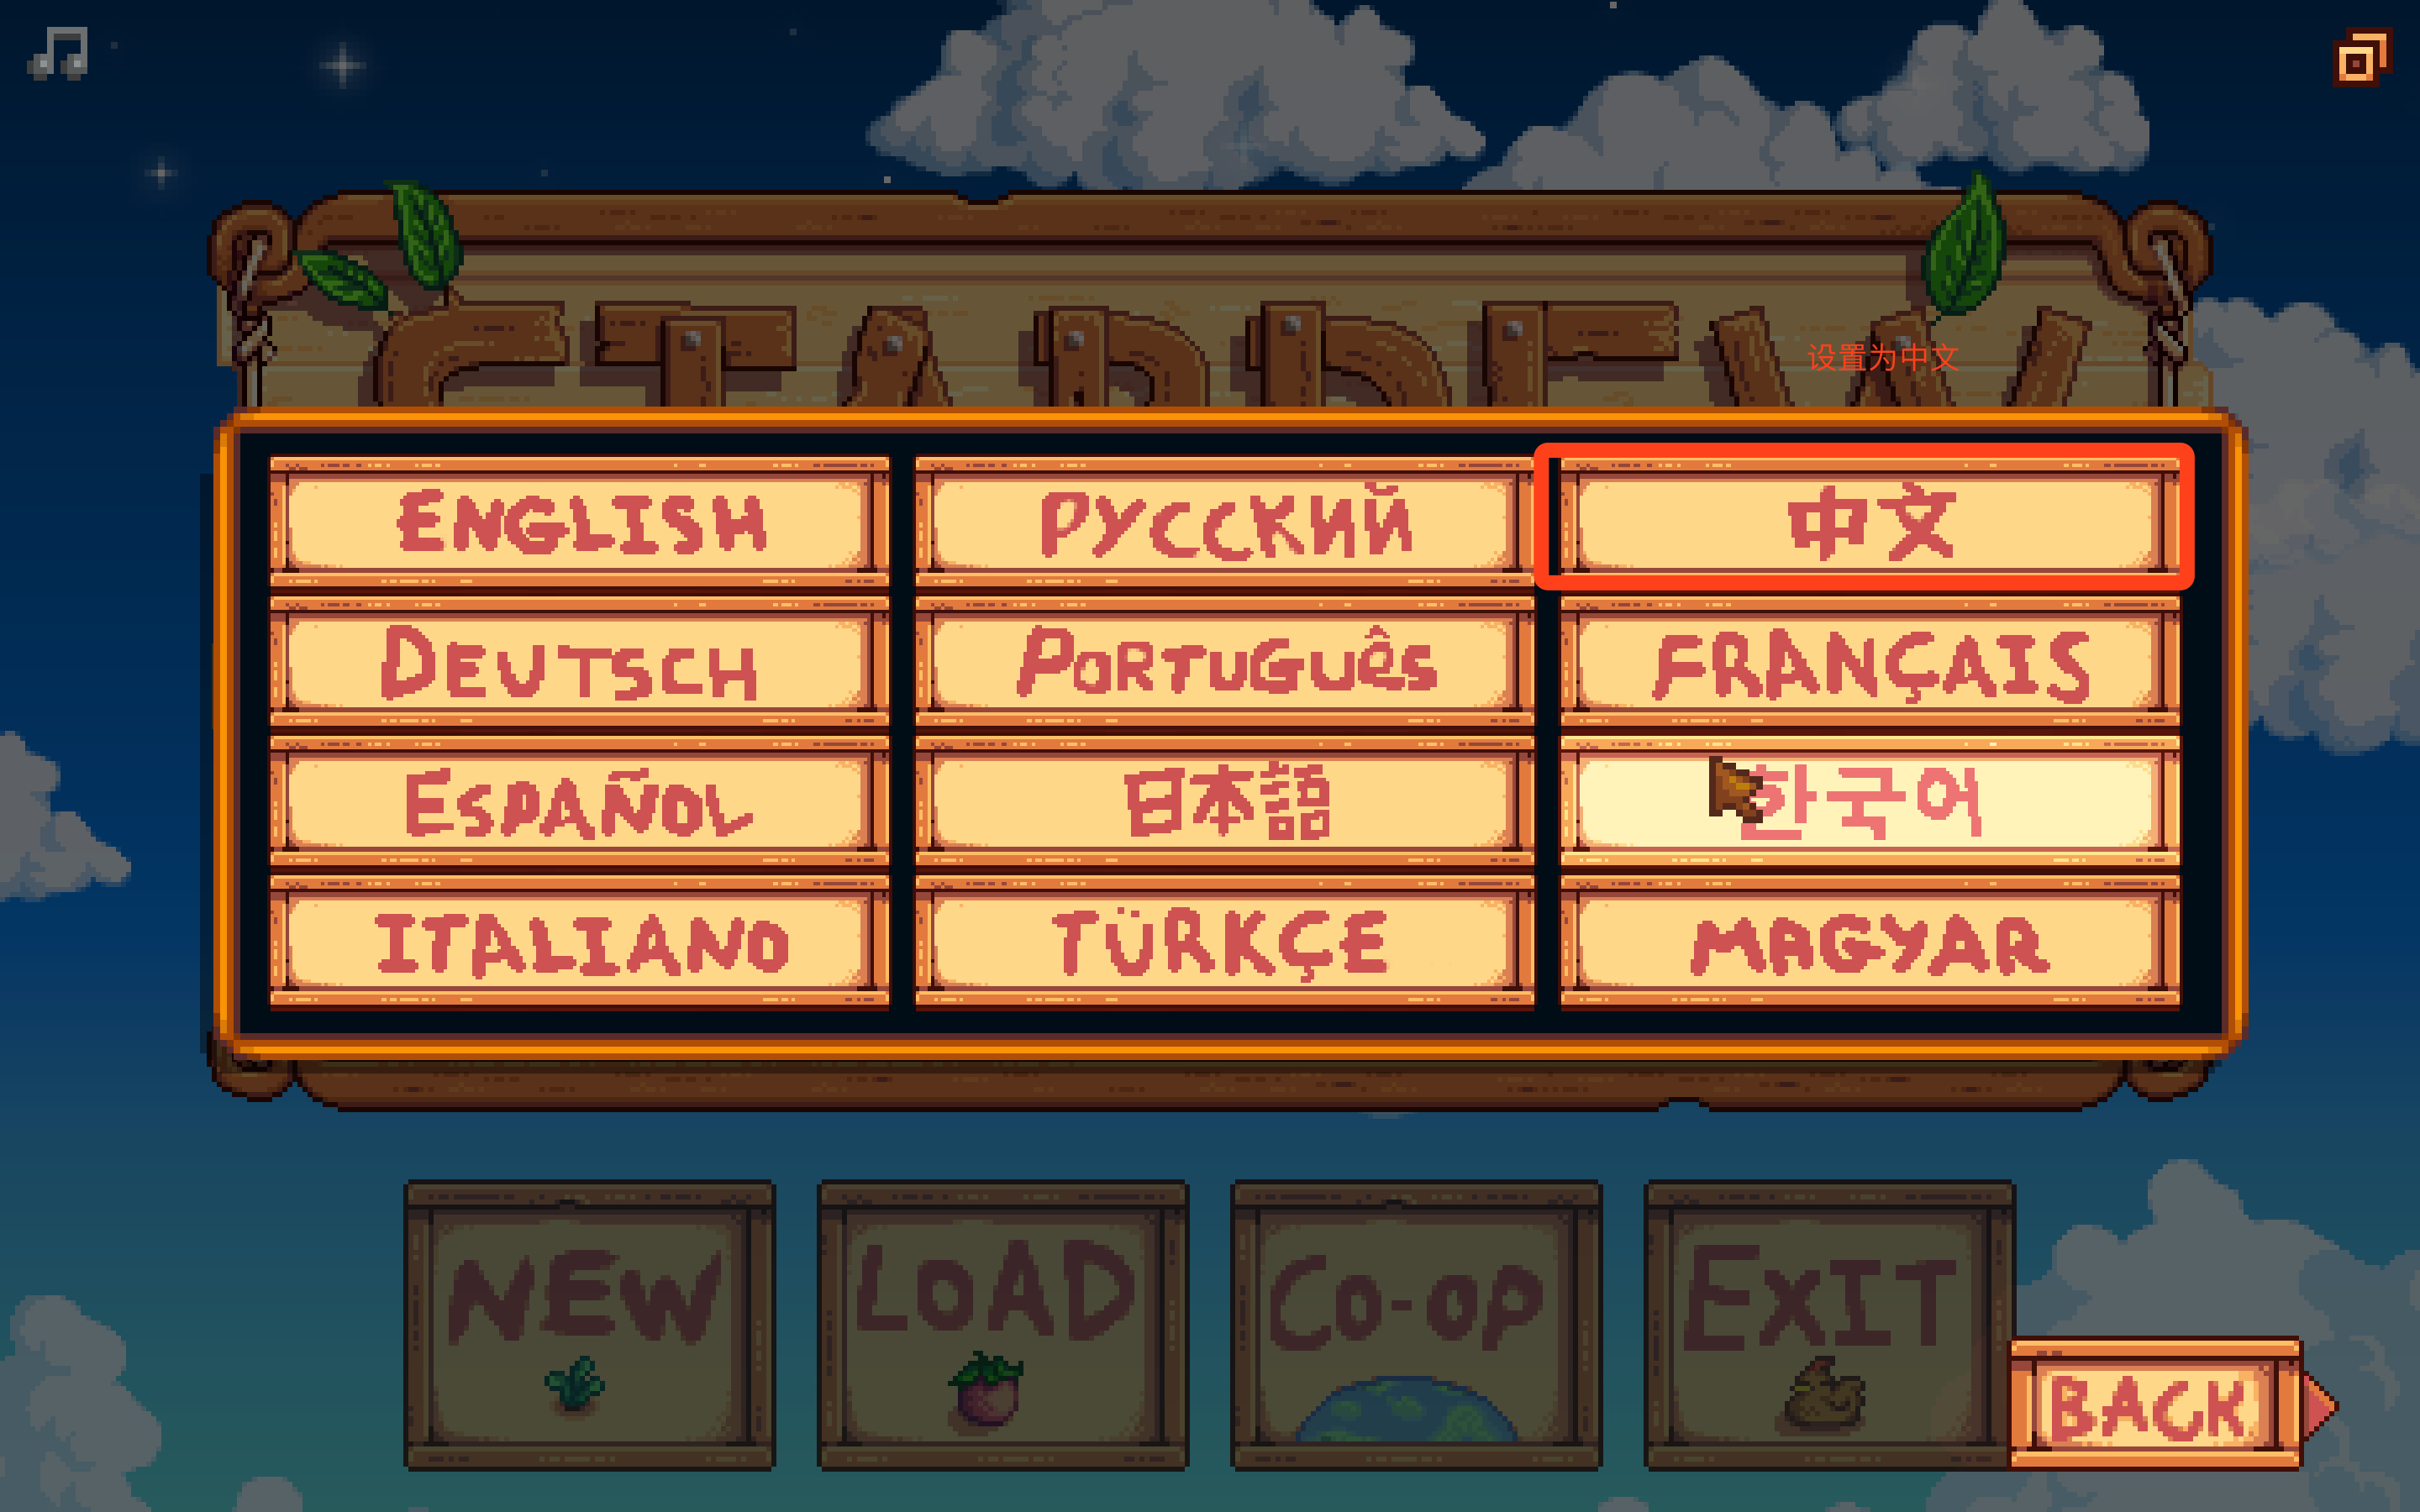 设置为中文
ENGLISH
РУССКИЙ
中文
DEUTSCH
PORTUGUÊS
FRANÇAIS
ESPAÑOL
日本語
한국어
ITALIANO
TÜRKÇE
MAGYAR
NEW
LOAD
CO-OP
EXIT
BACK